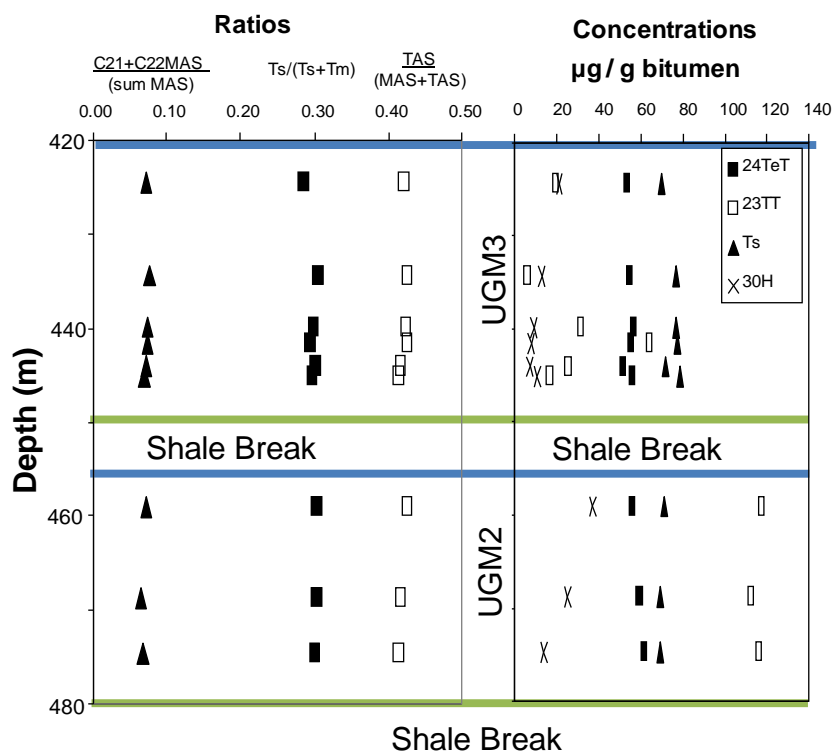 Ratios
Concentrations
µg / g bitumen
C21+C22MAS
(sum MAS)
Ts/(Ts+Tm)
TAS
(MAS+TAS)
0.00 0.10 0.20 0.30 0.40 0.50
0 20 40 60 80 100 120 140
420
440
460
480
Depth (m)
24TeT
23TT
Ts
30H
UGM3
Shale Break
Shale Break
UGM2
Shale Break